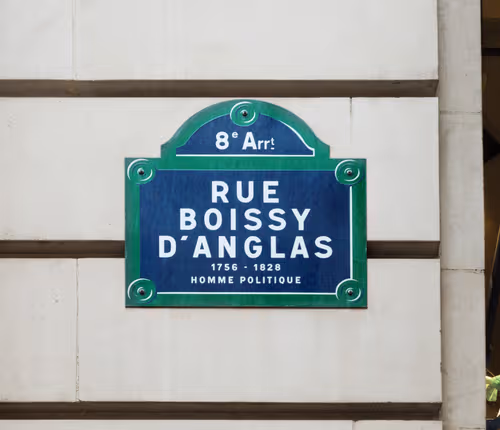 8e Arrt
RUE
BOISSY
D'ANGLAS
1756 - 1828
HOMME POLITIQUE